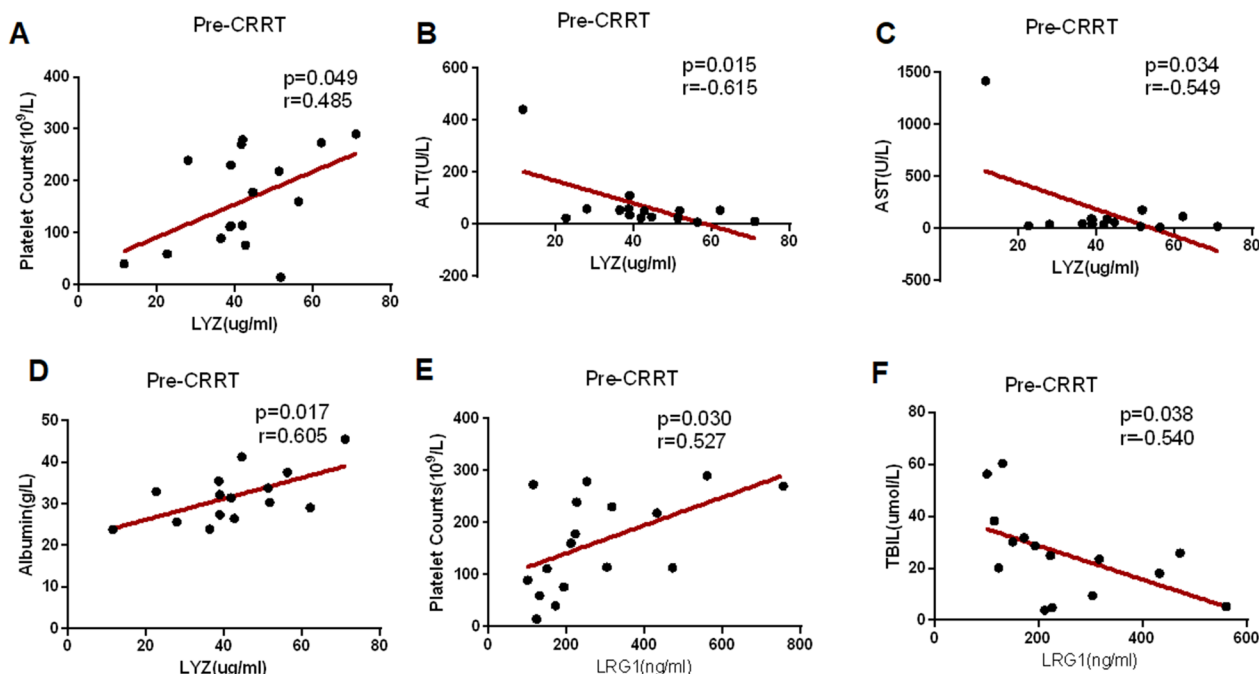 A
Pre-CRRT
p=0.049
r=0.485
Platelet Counts(10⁹/L)
400
300
200
100
0
0 20 40 60 80
LYZ(ug/ml)
B
Pre-CRRT
p=0.015
r=-0.615
ALT(U/L)
600
400
200
0
-200
20 40 60 80
LYZ(ug/ml)
C
Pre-CRRT
p=0.034
r=-0.549
AST(U/L)
1500
1000
500
0
-500
20 40 60 80
LYZ(ug/ml)
D
Pre-CRRT
p=0.017
r=0.605
Albumin(g/L)
50
40
30
20
10
0
0 20 40 60 80
LYZ(ug/ml)
E
Pre-CRRT
p=0.030
r=0.527
Platelet Counts(10⁹/L)
400
300
200
100
0
0 200 400 600 800
LRG1(ng/ml)
F
Pre-CRRT
p=0.038
r=-0.540
TBIL(umol/L)
80
60
40
20
0
0 200 400 600
LRG1(ng/ml)